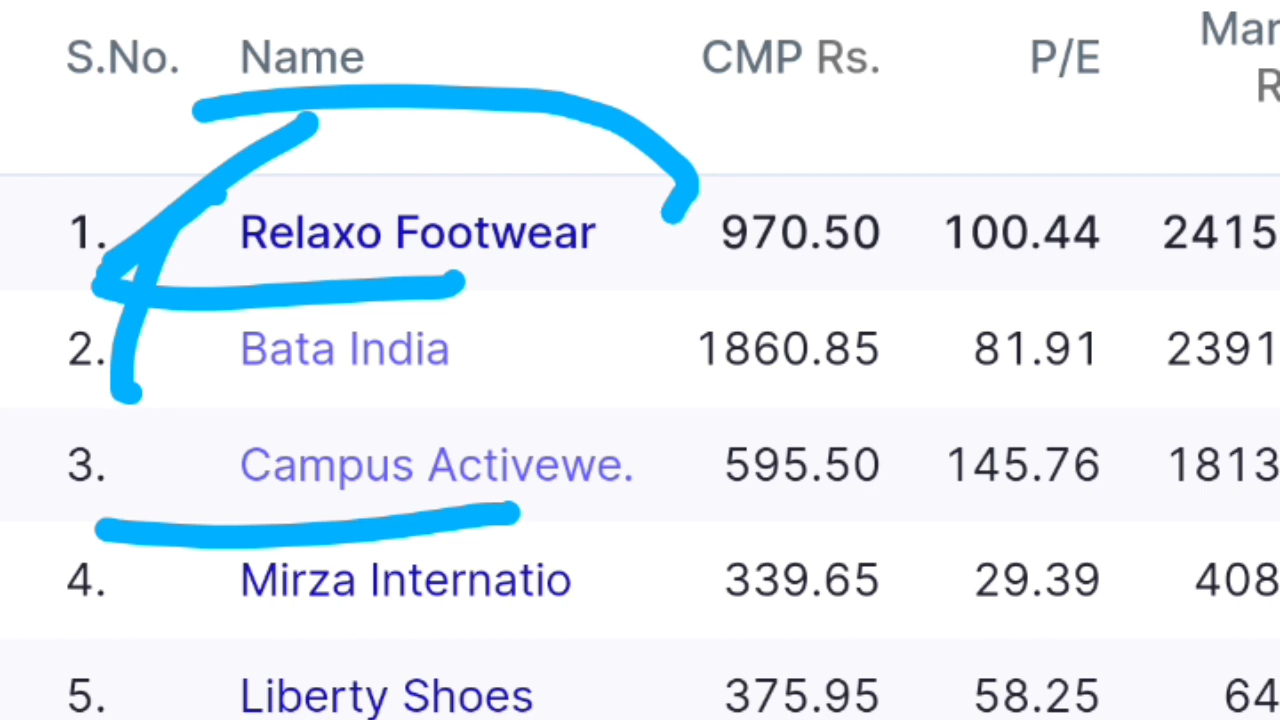 S.No. Name CMP Rs. P/E Mar
R
1. Relaxo Footwear 970.50 100.44 2415
2. Bata India 1860.85 81.91 2391
3. Campus Activewe. 595.50 145.76 1813
4. Mirza Internatio 339.65 29.39 408
5. Liberty Shoes 375.95 58.25 64